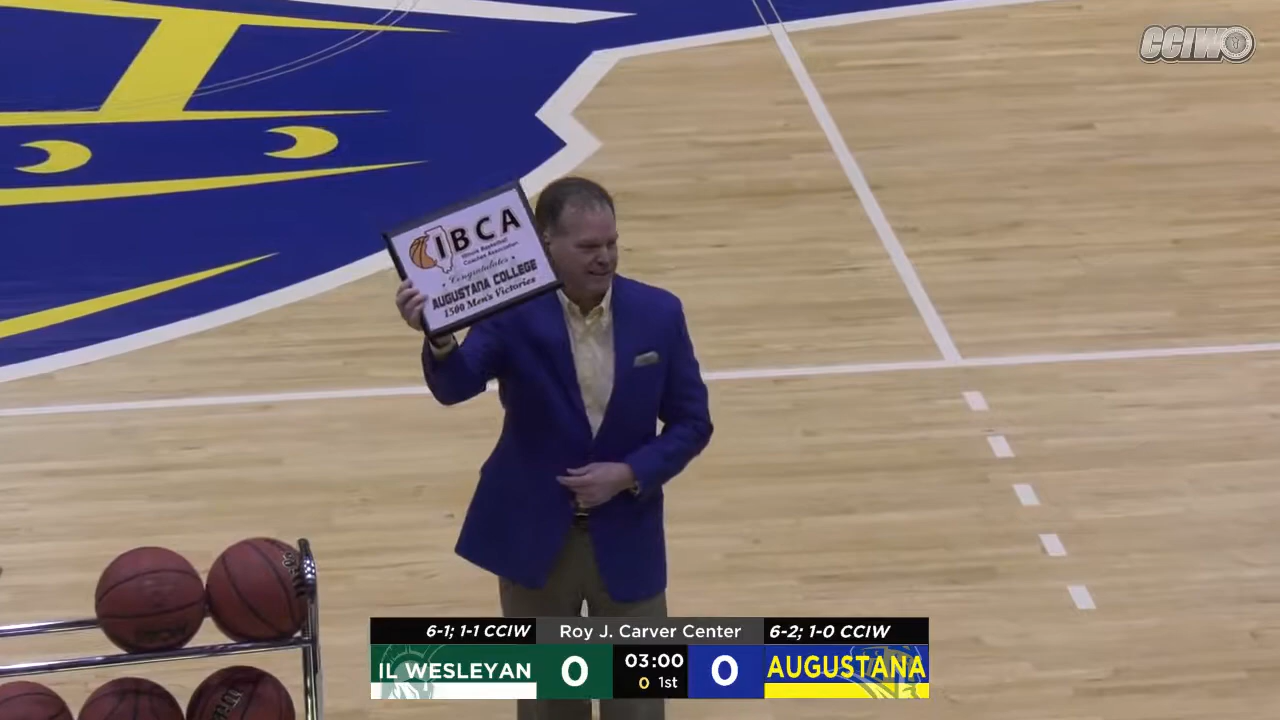 CCIW
IBCA
Illinois Basketball
Coaches Association
Congratulates
AUGUSTANA COLLEGE
1500 Men's Victories
6-1; 1-1 CCIW
Roy J. Carver Center
6-2; 1-0 CCIW
IL WESLEYAN
0
03:00
0 1st
0
AUGUSTANA